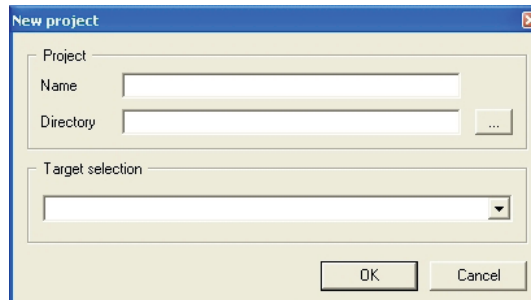 New project
Project
Name
Directory
...
Target selection
OK
Cancel